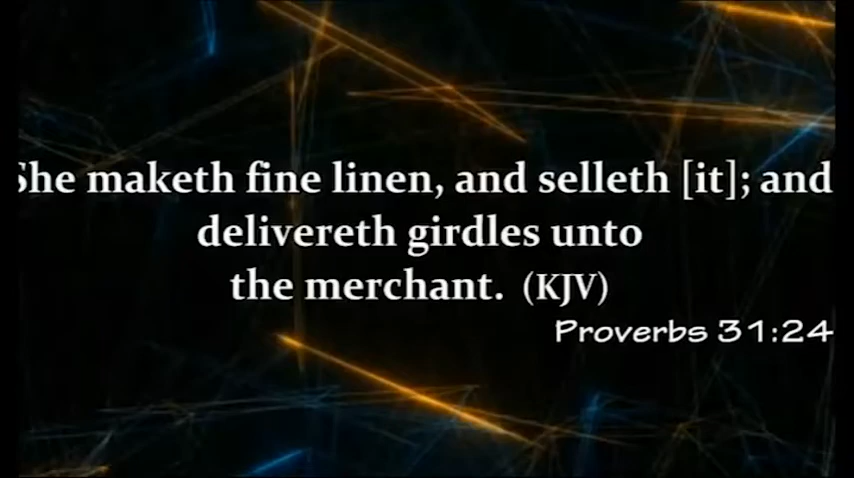 She maketh fine linen, and selleth [it]; and
delivereth girdles unto
the merchant. (KJV)
Proverbs 31:24